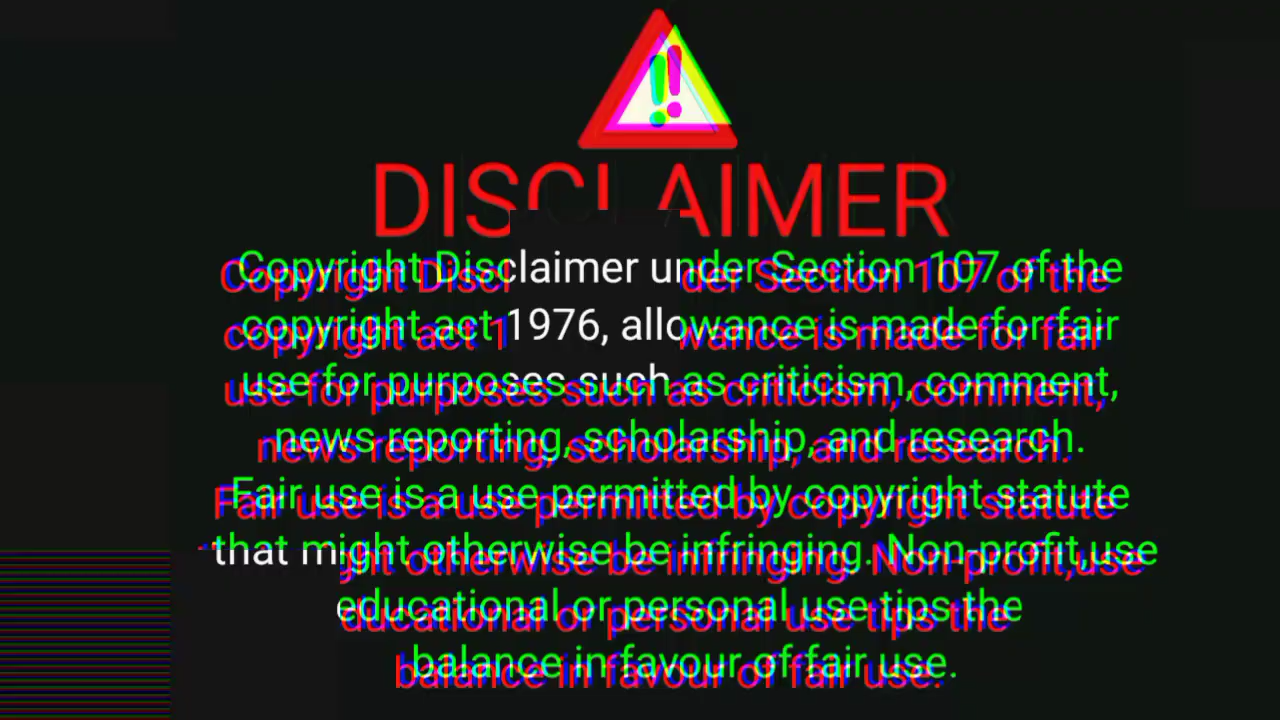 DISCLAIMER
Copyright Disclaimer under Section 107 of the
copyright act 1976, allowance is made for fair
use for purposes such as criticism, comment,
news reporting, scholarship, and research.
Fair use is a use permitted by copyright statute
that might otherwise be infringing. Non-profit,use
educational or personal use tips the
balance in favour of fair use.